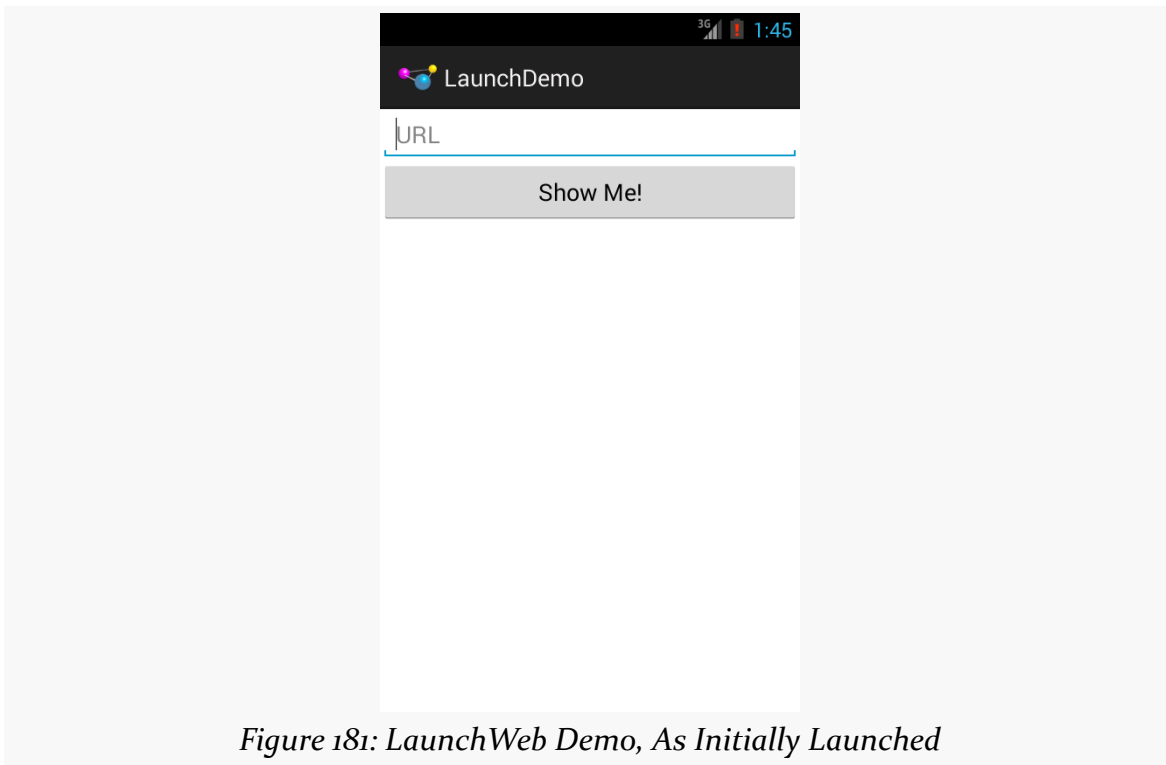 3G 1:45
LaunchDemo
URL
Show Me!
Figure 181: LaunchWeb Demo, As Initially Launched